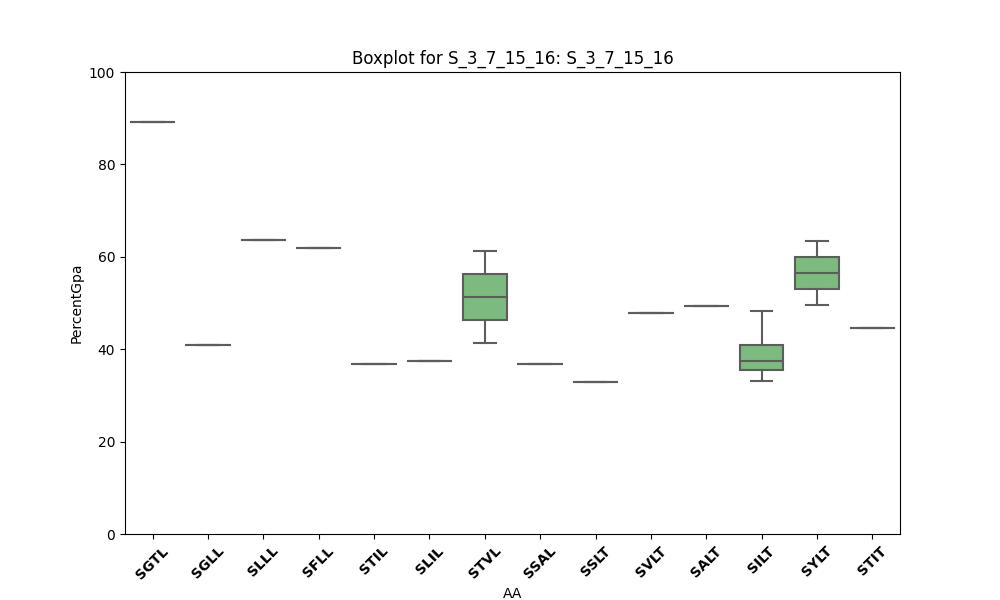 Boxplot for S_3_7_15_16: S_3_7_15_16
100
80
60
40
20
0
PercentGpa
SGTL SGLL SLLL SFLL STIL SLIL STVL SSAL SSLT SVLT SALT SILT SYLT STIT
AA